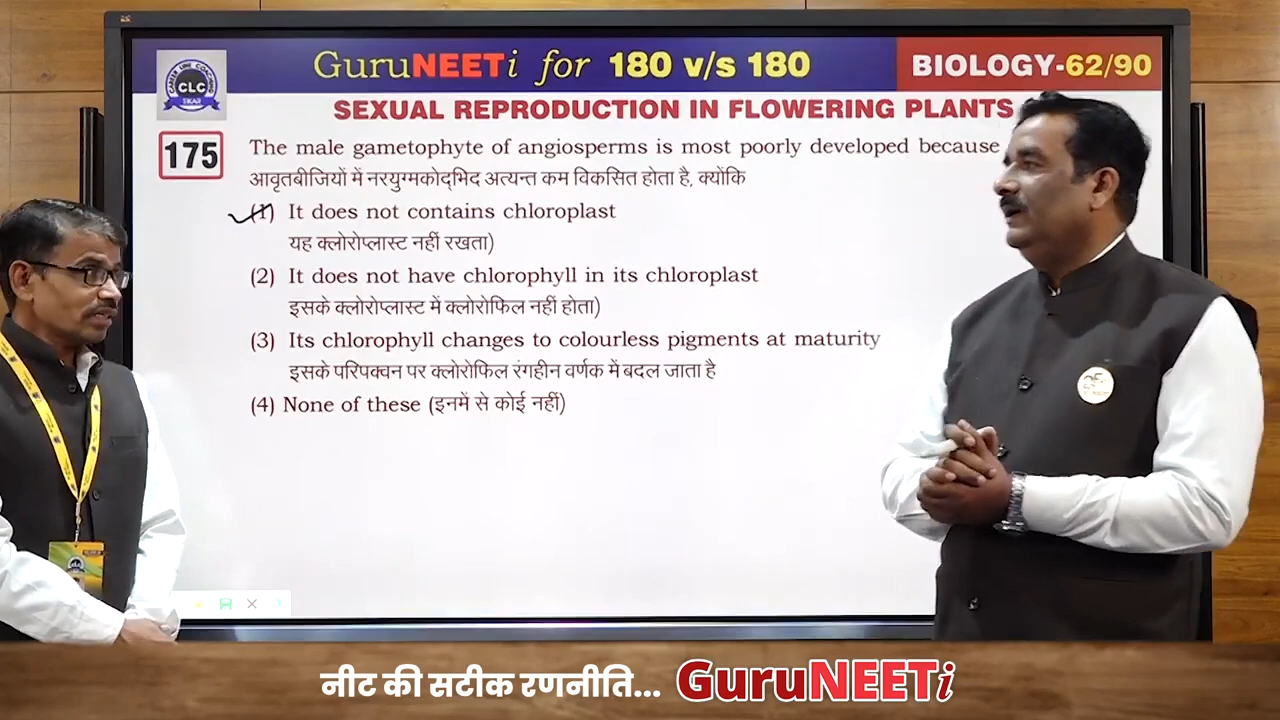 GuruNEETi for 180 v/s 180
BIOLOGY-62/90
CAREER LINE COACHING
CLC
SIKAR
SEXUAL REPRODUCTION IN FLOWERING PLANTS
175
The male gametophyte of angiosperms is most poorly developed because
आवृतबीजियों में नरयुग्मकोद्भिद अत्यन्त कम विकसित होता है, क्योंकि
(1) It does not contains chloroplast
यह क्लोरोप्लास्ट नहीं रखता)
(2) It does not have chlorophyll in its chloroplast
इसके क्लोरोप्लास्ट में क्लोरोफिल नहीं होता)
(3) Its chlorophyll changes to colourless pigments at maturity
इसके परिपक्वन पर क्लोरोफिल रंगहीन वर्णक में बदल जाता है
(4) None of these (इनमें से कोई नहीं)
नीट की सटीक रणनीति... GuruNEETi